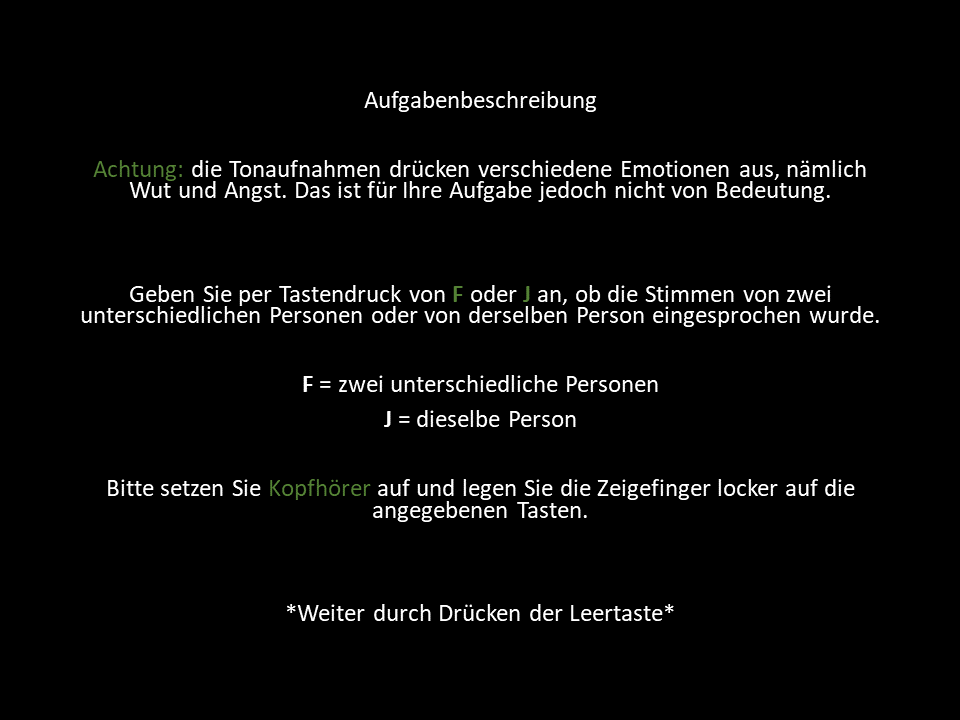 Aufgabenbeschreibung
Achtung: die Tonaufnahmen drücken verschiedene Emotionen aus, nämlich
Wut und Angst. Das ist für Ihre Aufgabe jedoch nicht von Bedeutung.
Geben Sie per Tastendruck von F oder J an, ob die Stimmen von zwei
unterschiedlichen Personen oder von derselben Person eingesprochen wurde.
F = zwei unterschiedliche Personen
J = dieselbe Person
Bitte setzen Sie Kopfhörer auf und legen Sie die Zeigefinger locker auf die
angegebenen Tasten.
*Weiter durch Drücken der Leertaste*